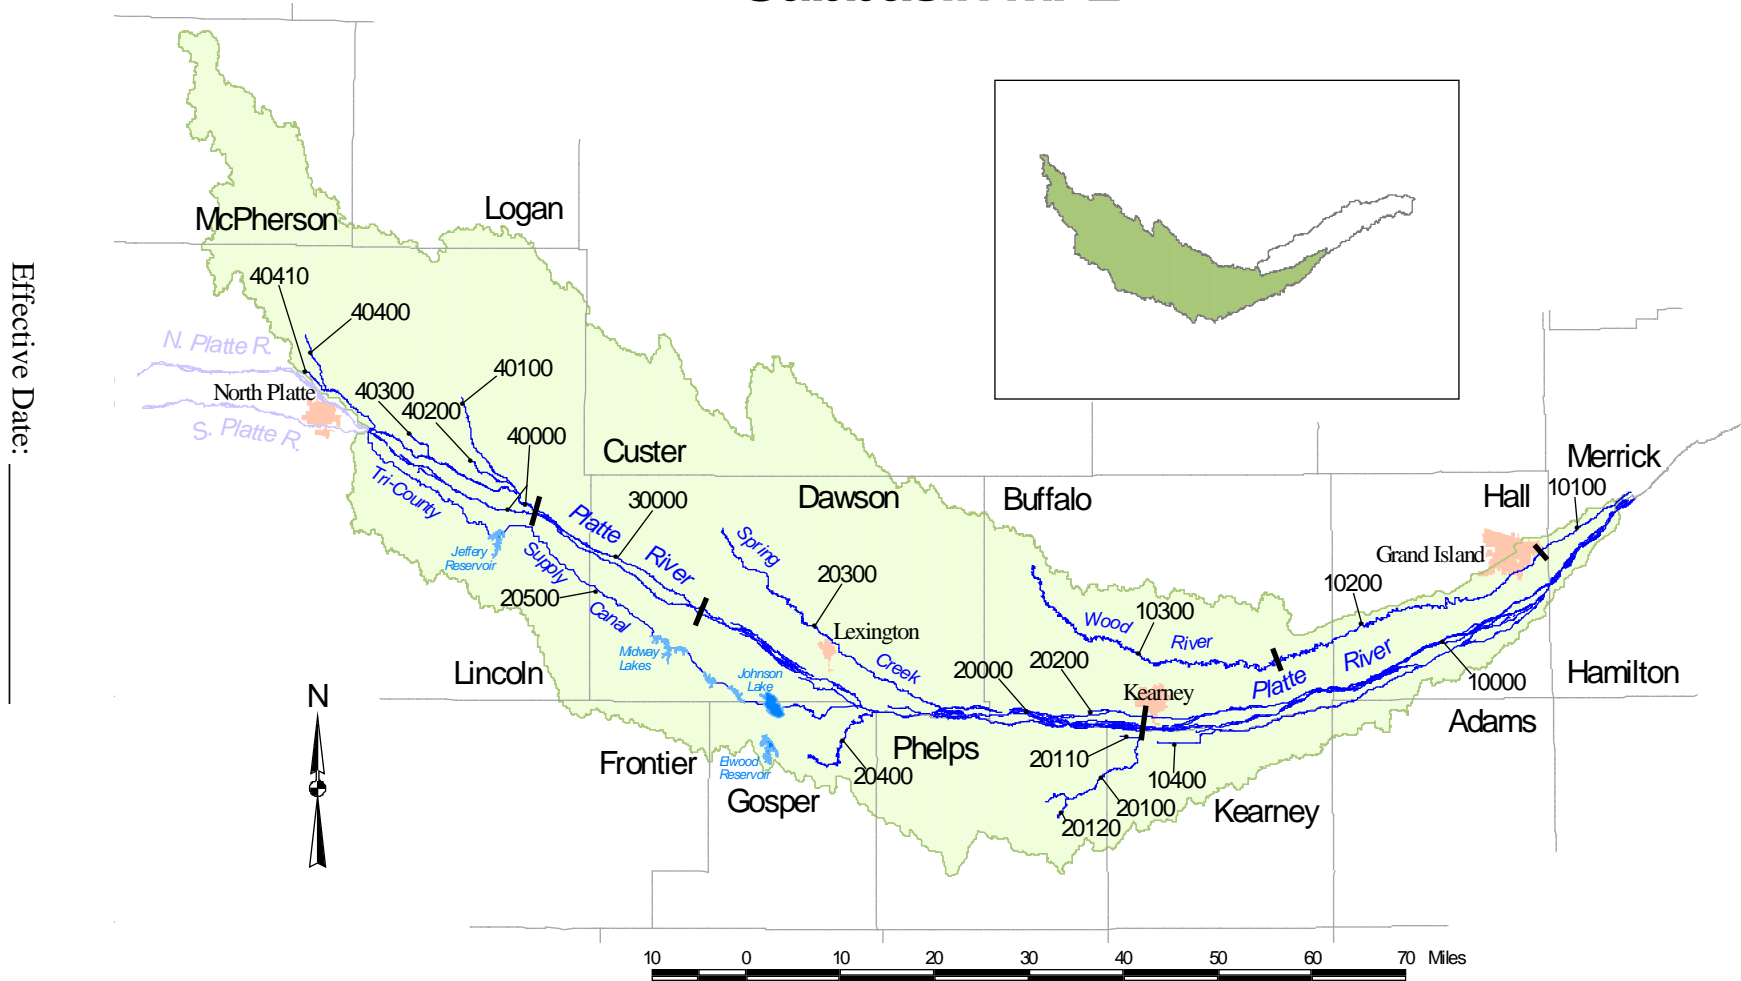 Effective Date:
McPherson
Logan
40410
40400
N. Platte R.
North Platte
40300
40100
40200
S. Platte R.
40000
Custer
Merrick
Tri-County
Dawson
Buffalo
Hall
10100
30000
Platte
River
Spring
Jeffery
Reservoir
Supply
Canal
20500
20300
Grand Island
10200
Lexington
Wood
River
10300
Midway
Lakes
Lincoln
Johnson
Lake
Creek
20000
20200
Kearney
Platte
River
10000
Hamilton
Adams
N
Frontier
Elwood
Reservoir
Gosper
20400
Phelps
20110
10400
20100
20120
Kearney
10 0 10 20 30 40 50 60 70 Miles